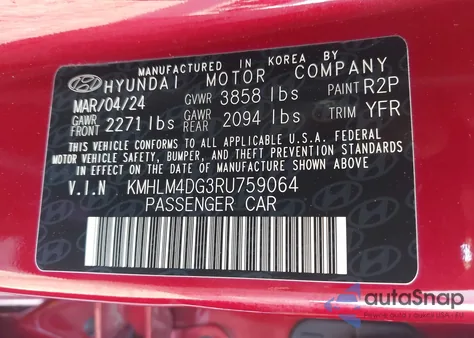 MANUFACTURED IN KOREA BY
HYUNDAI MOTOR COMPANY
MAR/04/24 GVWR 3858 lbs PAINT R2P
GAWR FRONT 2271 lbs GAWR REAR 2094 lbs TRIM YFR
THIS VEHICLE CONFORMS TO ALL APPLICABLE U.S.A. FEDERAL
MOTOR VEHICLE SAFETY, BUMPER, AND THEFT PREVENTION STANDARDS
IN EFFECT ON THE DATE OF MANUFACTURE SHOWN ABOVE.
V.I.N KMHLM4DG3RU759064
PASSENGER CAR
autaSnap